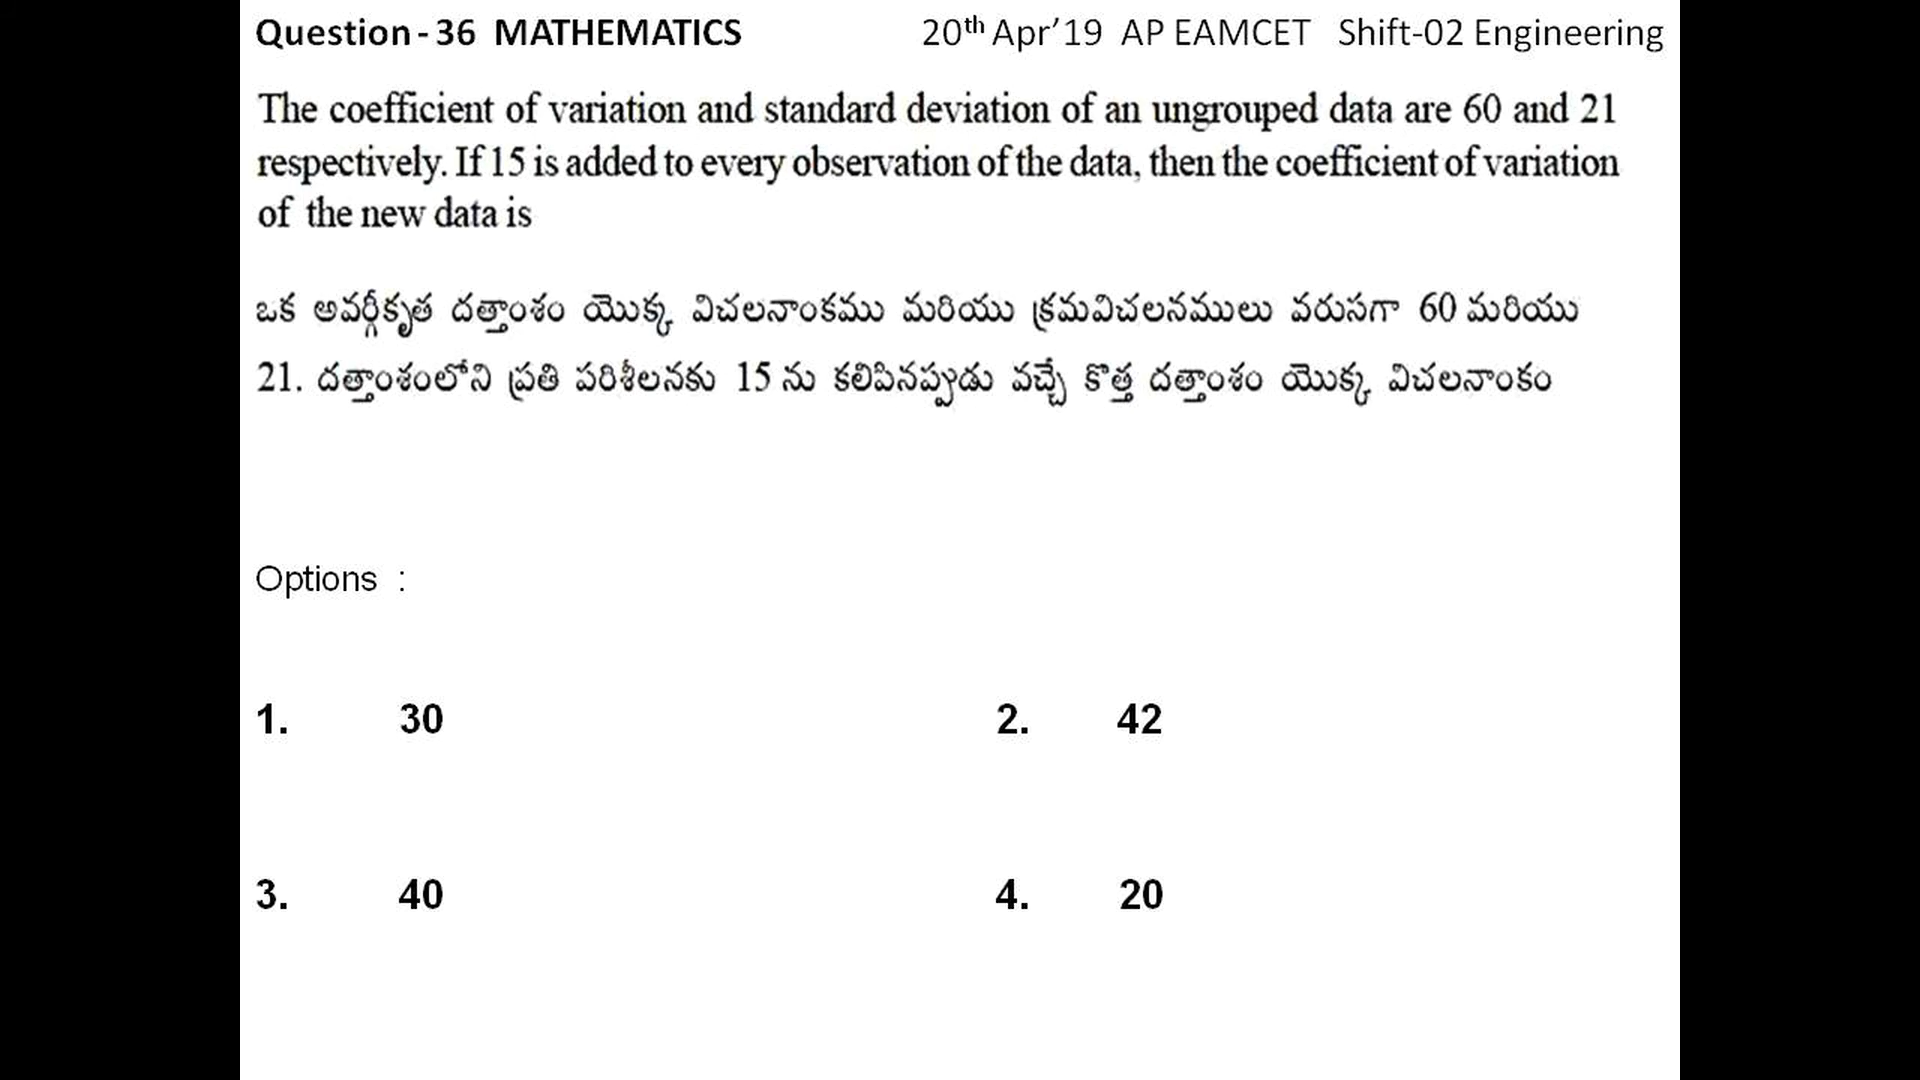 Question - 36 MATHEMATICS 20th Apr’19 AP EAMCET Shift-02 Engineering
The coefficient of variation and standard deviation of an ungrouped data are 60 and 21
respectively. If 15 is added to every observation of the data, then the coefficient of variation
of the new data is
ఒక అవర్గీకృత దత్తాంశం యొక్క విచలనాంకము మరియు క్రమవిచలనములు వరుసగా 60 మరియు
21. దత్తాంశంలోని ప్రతి పరిశీలనకు 15 ను కలిపినప్పుడు వచ్చే కొత్త దత్తాంశం యొక్క విచలనాంకం
Options :
1. 30 2. 42
3. 40 4. 20